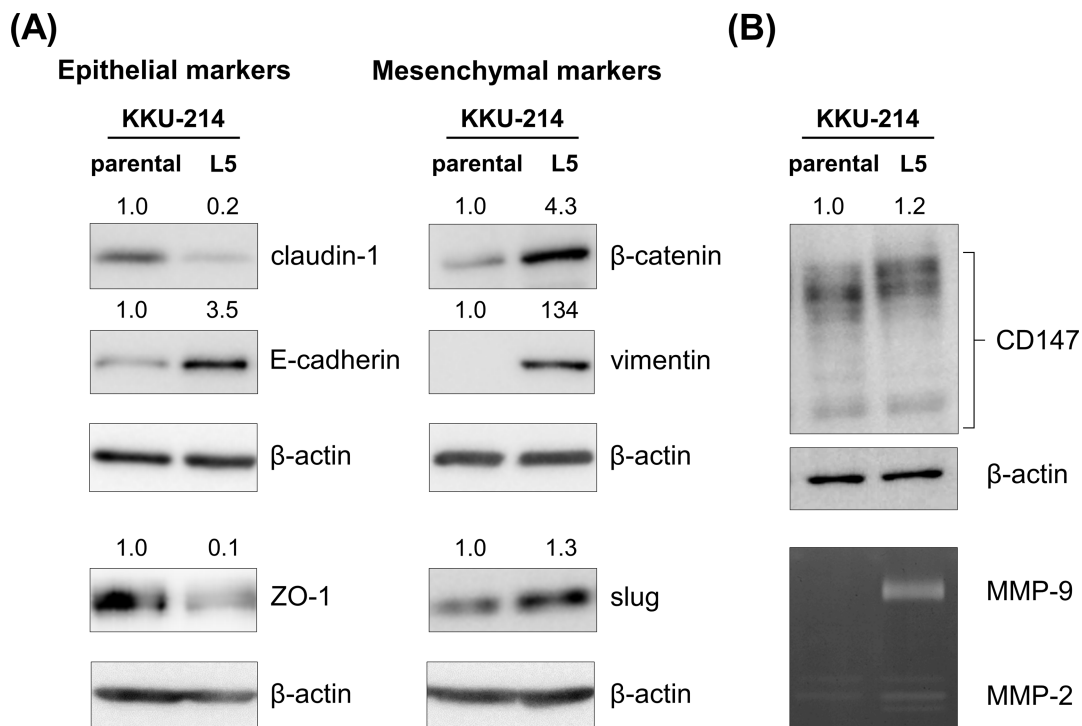 (A)
Epithelial markers
KKU-214
parental L5
1.0 0.2
claudin-1
1.0 3.5
E-cadherin
β-actin
1.0 0.1
ZO-1
β-actin
Mesenchymal markers
KKU-214
parental L5
1.0 4.3
β-catenin
1.0 134
vimentin
β-actin
1.0 1.3
slug
β-actin
(B)
KKU-214
parental L5
1.0 1.2
CD147
β-actin
MMP-9
MMP-2